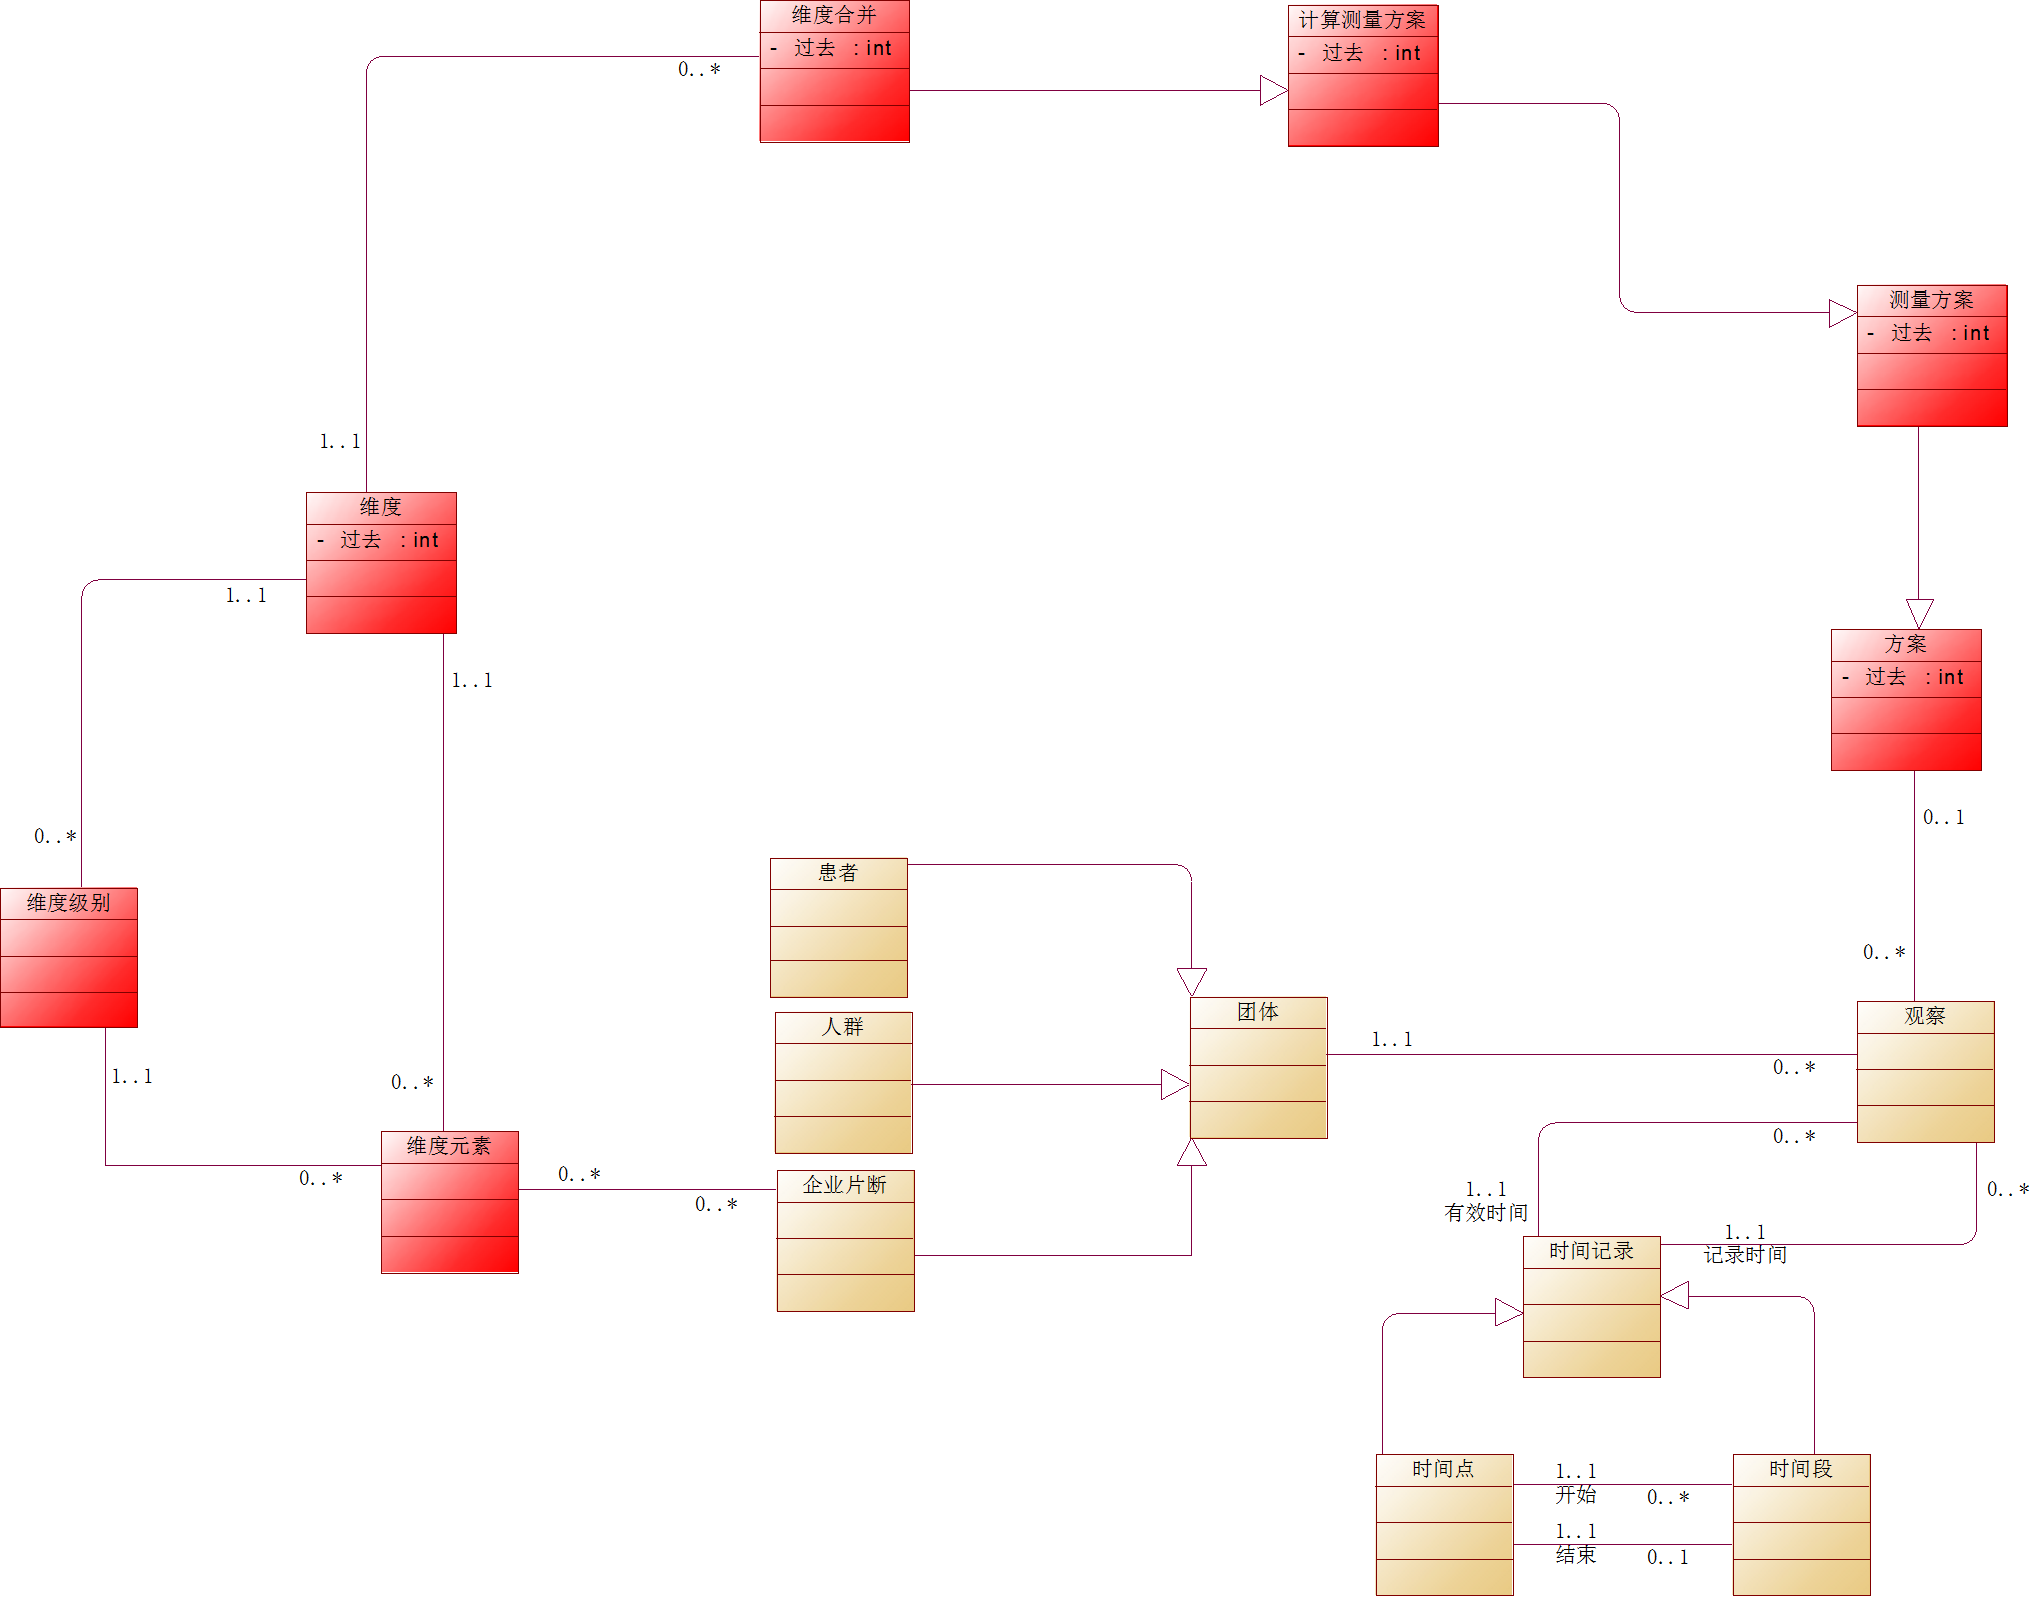 维度合并
- 过去 : int
计算测量方案
- 过去 : int
0..*
测量方案
- 过去 : int
1..1
维度
- 过去 : int
1..1
方案
- 过去 : int
1..1
0..1
0..*
患者
维度级别
0..*
团体
观察
人群
1..1
0..*
1..1
0..*
0..*
维度元素
0..*
0..*
企业片断
0..*
1..1
有效时间
0..*
1..1
记录时间
时间记录
时间点
时间段
1..1
开始
0..*
1..1
结束
0..1